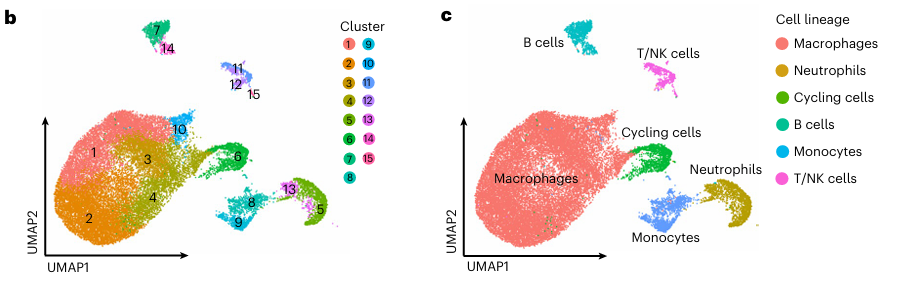 b
Cluster
1 9
2 10
3 11
4 12
5 13
6 14
7 15
8
7
14
11
12
15
10
1
3
6
4
13
2
8
5
9
UMAP2
UMAP1
c
Cell lineage
Macrophages
Neutrophils
Cycling cells
B cells
Monocytes
T/NK cells
B cells
T/NK cells
Cycling cells
Neutrophils
Macrophages
Monocytes
UMAP2
UMAP1